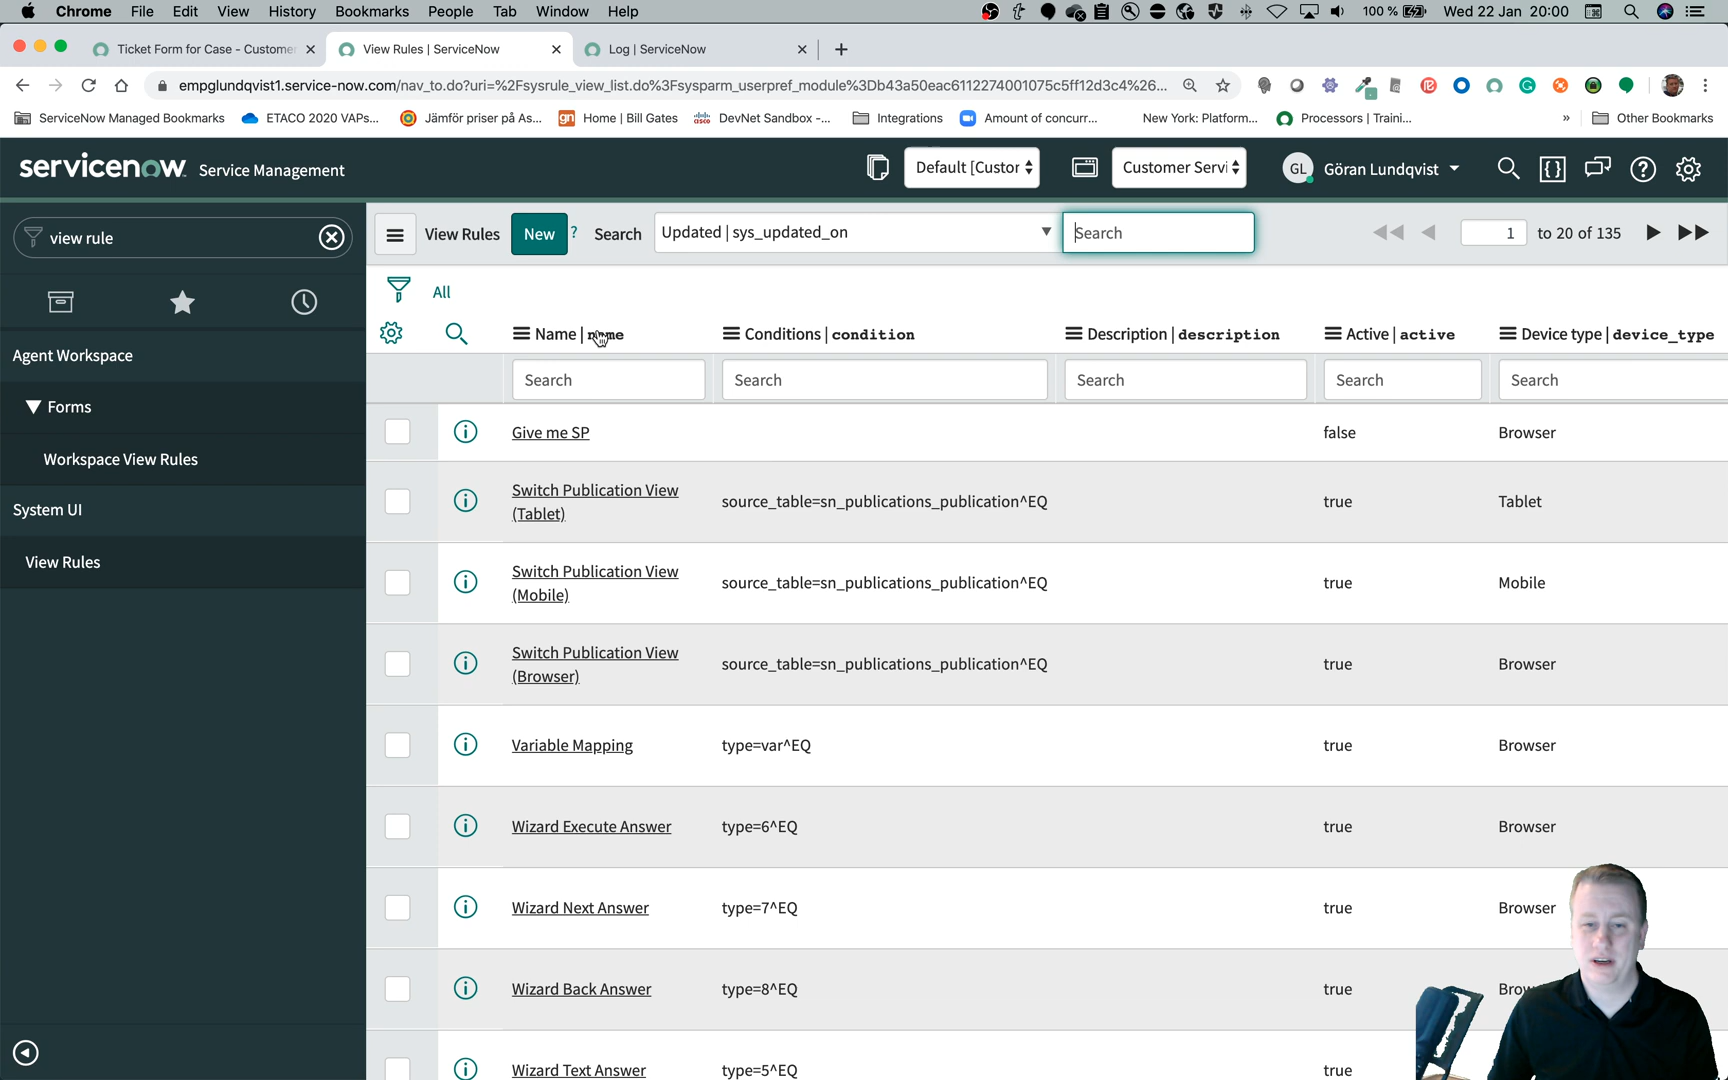 Chrome File Edit View History Bookmarks People Tab Window Help 100 % Wed 22 Jan 20:00
Ticket Form for Case - Custome View Rules | ServiceNow Log | ServiceNow
empglundqvist1.service-now.com/nav_to.do?uri=%2Fsysrule_view_list.do%3Fsysparm_userpref_module%3Db43a50eac6112274001075c5ff12d3c4%26...
ServiceNow Managed Bookmarks ETACO 2020 VAPs... Jämför priser på As... gn Home | Bill Gates DevNet Sandbox -... Integrations Amount of concurr... New York: Platform... Processors | Traini... » Other Bookmarks
servicenow Service Management Default [Custor Customer Servi GL Göran Lundqvist
view rule
View Rules New ? Search Updated | sys_updated_on Search 1 to 20 of 135
All
Name | name Conditions | condition Description | description Active | active Device type | device_type
Search Search Search Search Search
Agent Workspace
Forms
Workspace View Rules
System UI
View Rules
Give me SP false Browser
Switch Publication View (Tablet) source_table=sn_publications_publication^EQ true Tablet
Switch Publication View (Mobile) source_table=sn_publications_publication^EQ true Mobile
Switch Publication View (Browser) source_table=sn_publications_publication^EQ true Browser
Variable Mapping type=var^EQ true Browser
Wizard Execute Answer type=6^EQ true Browser
Wizard Next Answer type=7^EQ true Browser
Wizard Back Answer type=8^EQ true
Wizard Text Answer type=5^EQ true